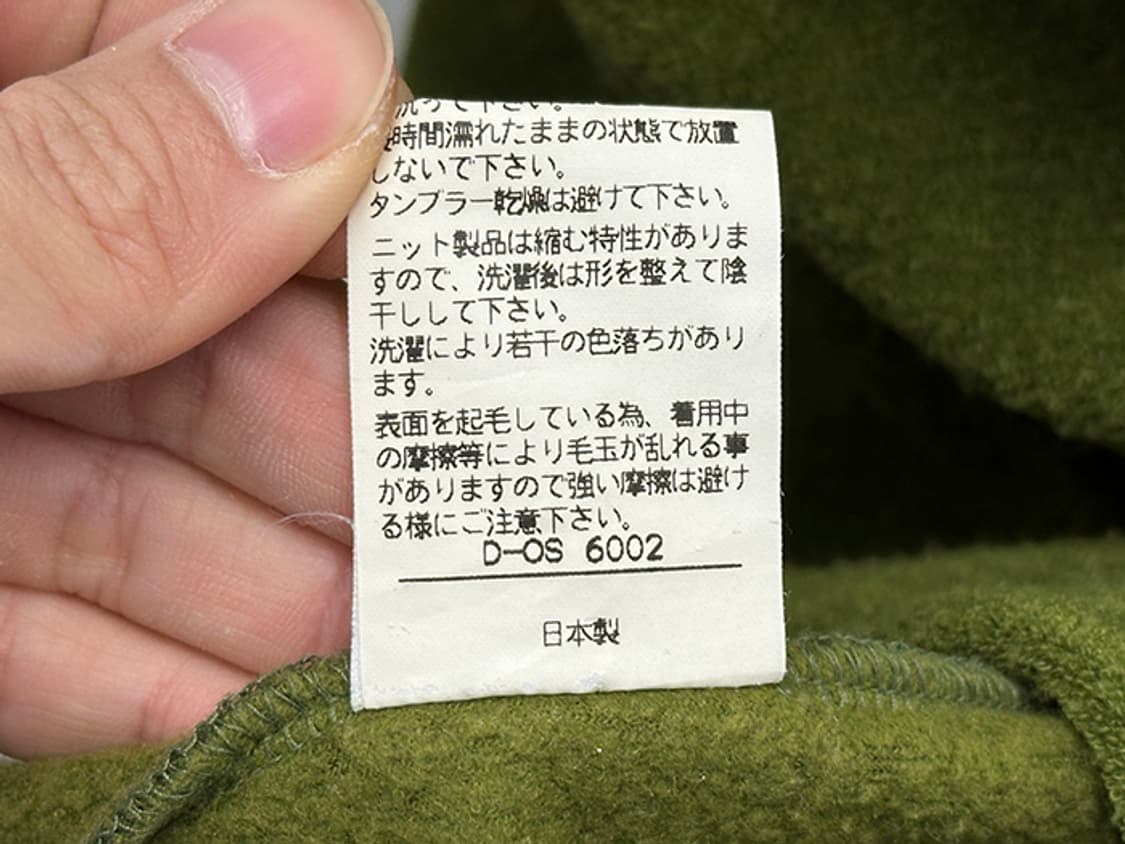 洗って下さい。
時間濡れたままの状態で放置
しないで下さい。
タンブラー乾燥は避けて下さい。
ニット製品は縮む特性がありま
すので、洗濯後は形を整えて陰
干しして下さい。
洗濯により若干の色落ちがあり
ます。
表面を起毛している為、着用中
の摩擦等により毛玉が乱れる事
がありますので強い摩擦は避け
る様にご注意下さい。
D-OS 6002
日本製